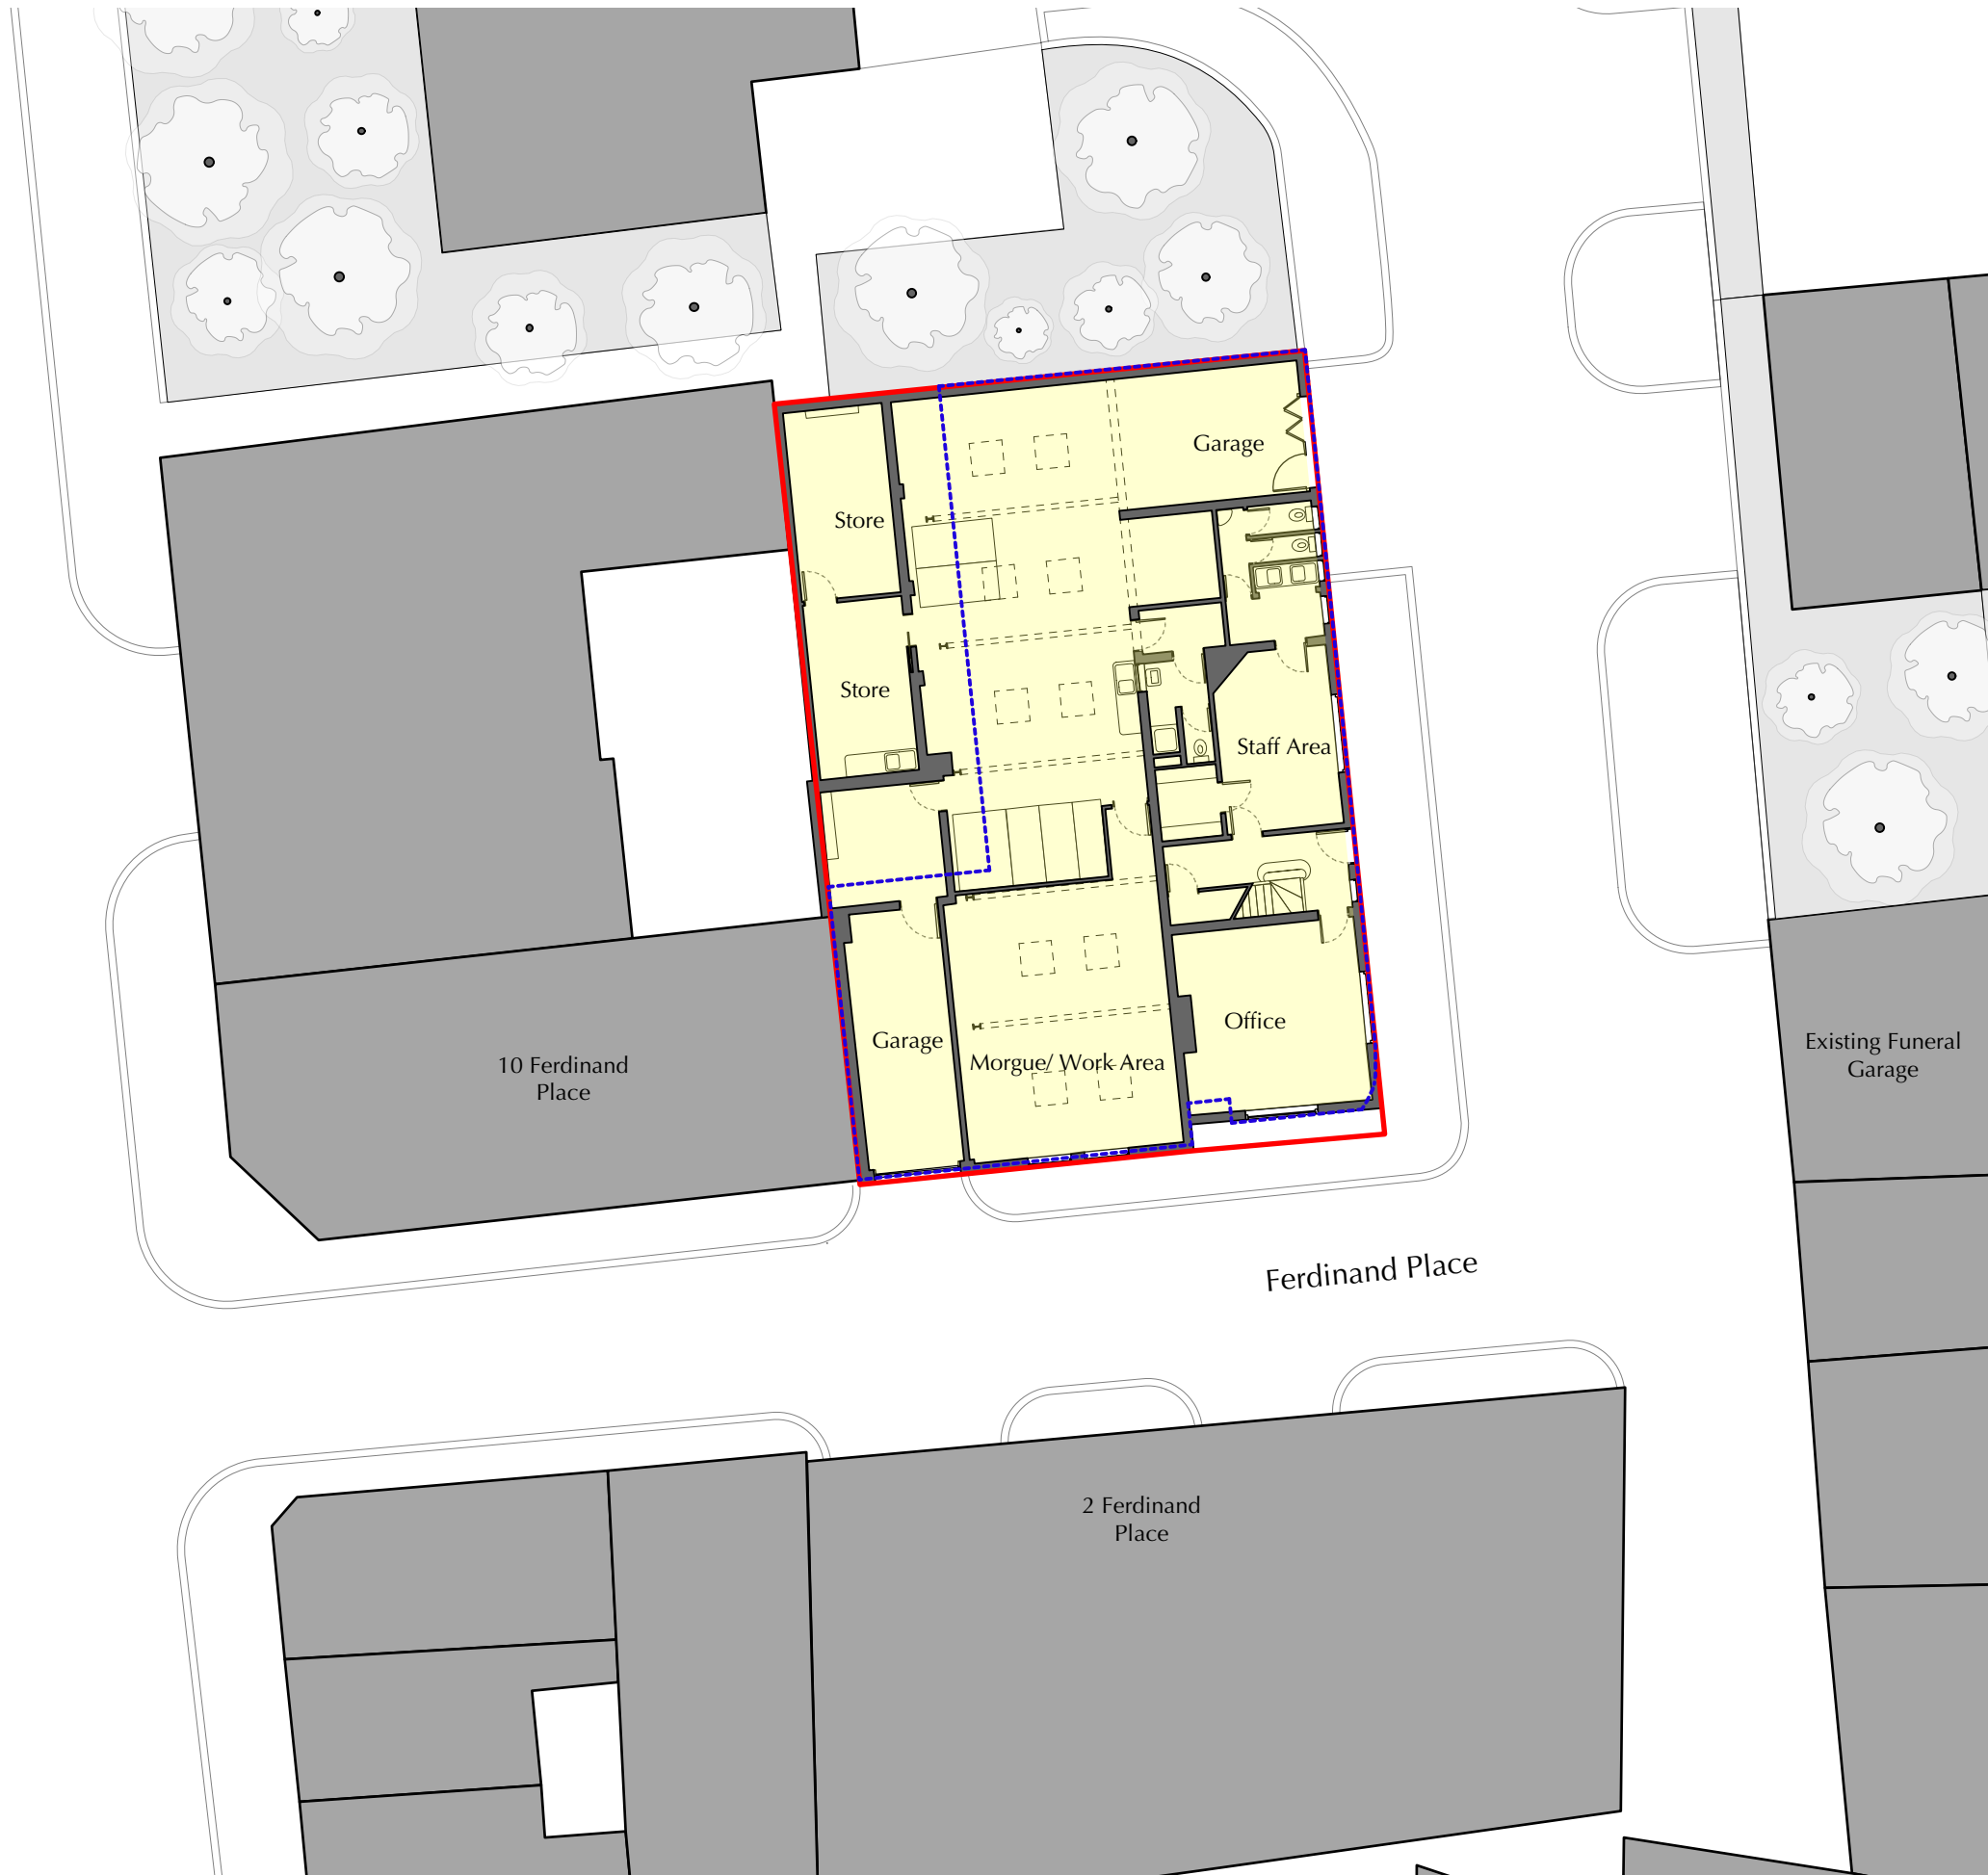 Garage
Store
Store
Staff Area
Office
Garage
Morgue/ Work Area
10 Ferdinand
Place
Existing Funeral
Garage
Ferdinand Place
2 Ferdinand
Place